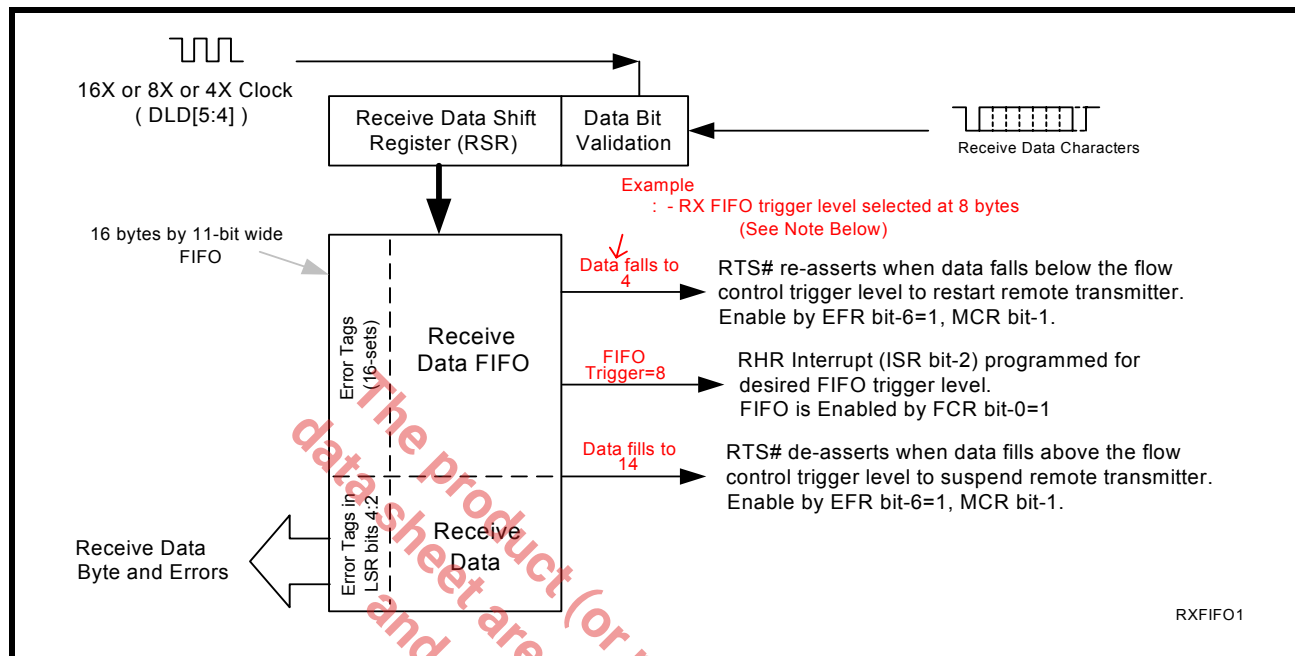 16X or 8X or 4X Clock
( DLD[5:4] )
Receive Data Shift
Register (RSR)
Data Bit
Validation
Receive Data Characters
Example
: - RX FIFO trigger level selected at 8 bytes
(See Note Below)
16 bytes by 11-bit wide
FIFO
Data falls to
4
RTS# re-asserts when data falls below the flow
control trigger level to restart remote transmitter.
Enable by EFR bit-6=1, MCR bit-1.
Error Tags
(16-sets)
Receive
Data FIFO
FIFO
Trigger=8
RHR Interrupt (ISR bit-2) programmed for
desired FIFO trigger level.
FIFO is Enabled by FCR bit-0=1
Data fills to
14
RTS# de-asserts when data fills above the flow
control trigger level to suspend remote transmitter.
Enable by EFR bit-6=1, MCR bit-1.
Error Tags in
LSR bits 4:2
Receive
Data
Receive Data
Byte and Errors
RXFIFO1
The product (or
data sheet are
and